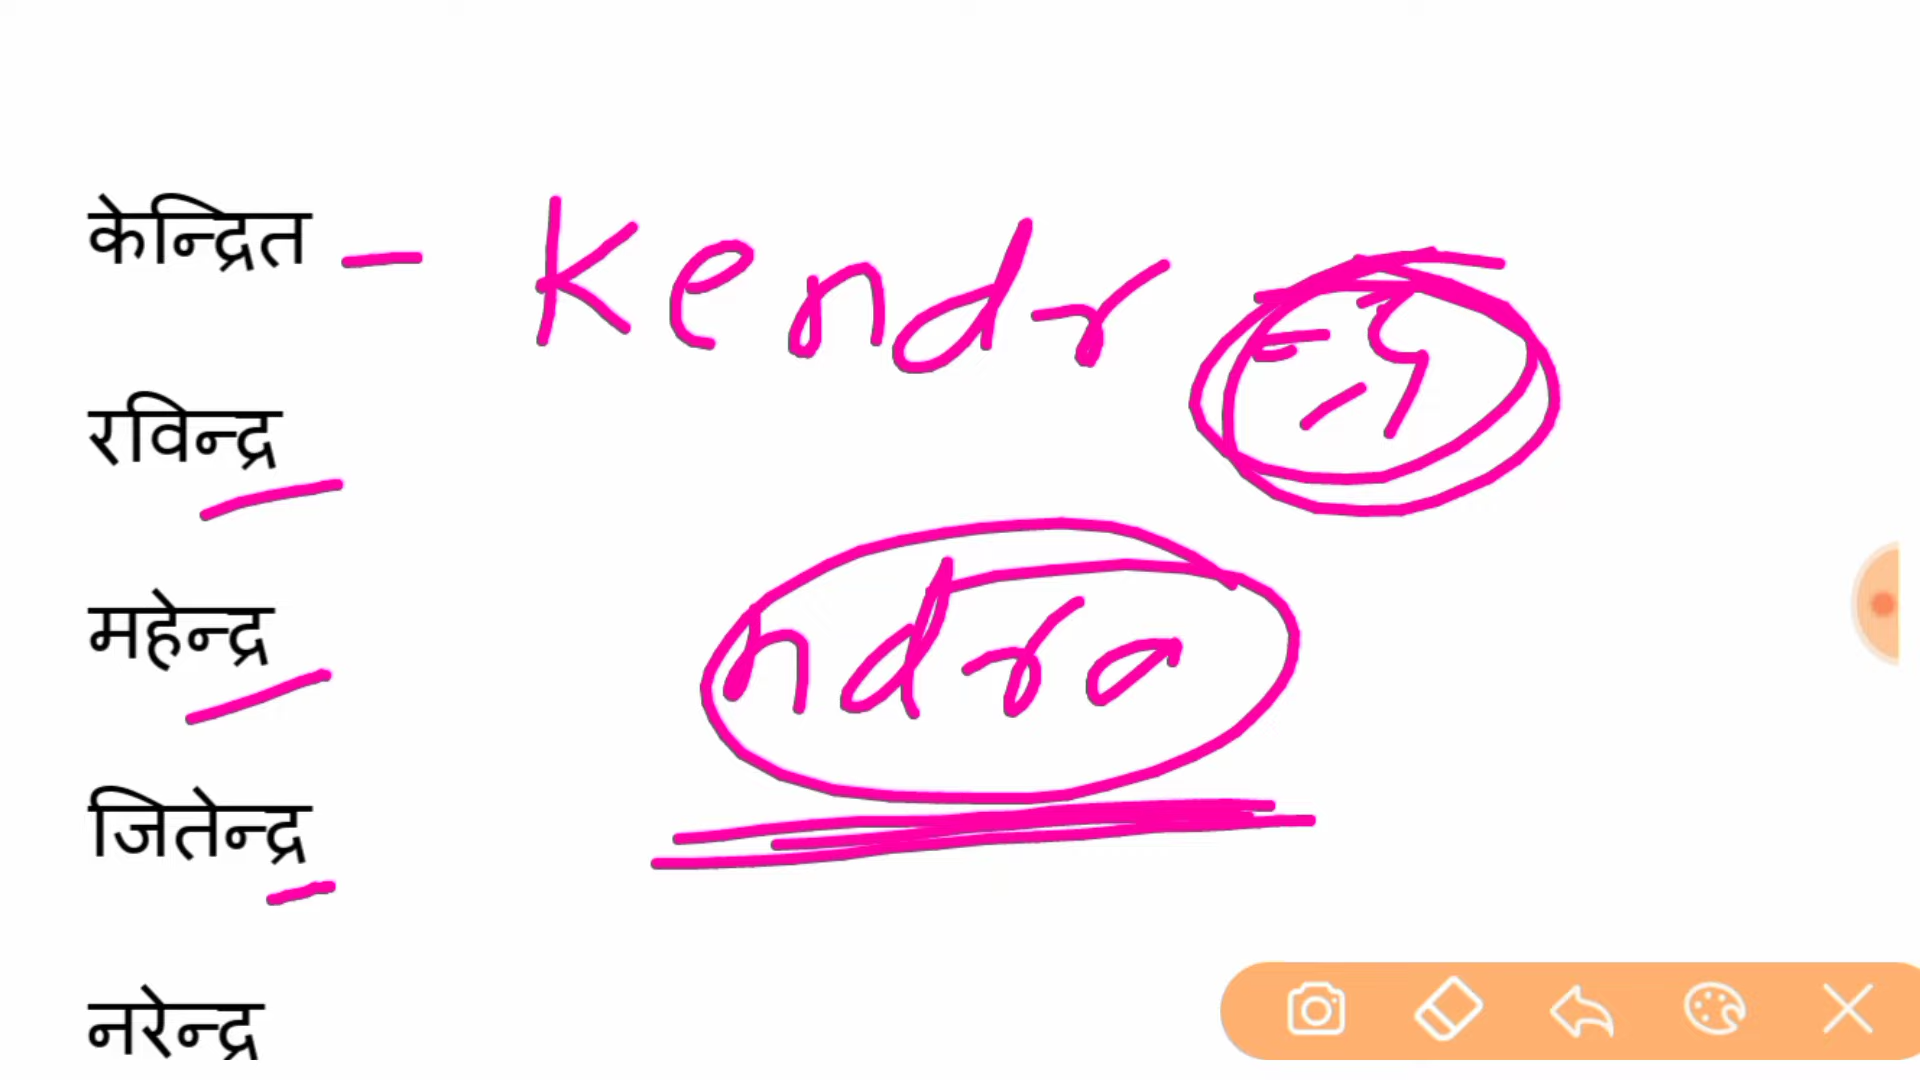 केन्द्रित - Kendr
रविन्द्र
महेन्द्र
ndra
जितेन्द्र
नरेन्द्र